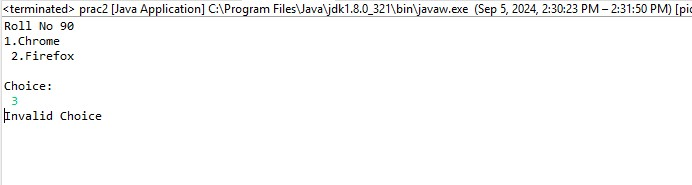 <terminated> prac2 [Java Application] C:\Program Files\Java\jdk1.8.0_321\bin\javaw.exe (Sep 5, 2024, 2:30:23 PM – 2:31:50 PM) [pic
Roll No 90
1.Chrome
 2.Firefox

Choice:
 3
Invalid Choice